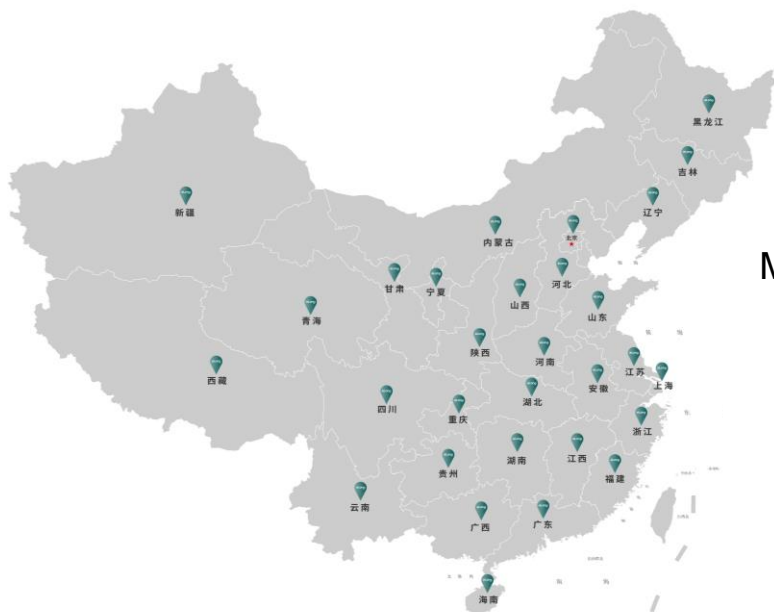 黑龙江
吉林
辽宁
新疆
内蒙古
北京
M
甘肃
宁夏
河北
山西
山东
青海
陕西
河南
江苏
上海
西藏
安徽
四川
湖北
重庆
浙江
湖南
江西
贵州
福建
云南
广西
广东
海南